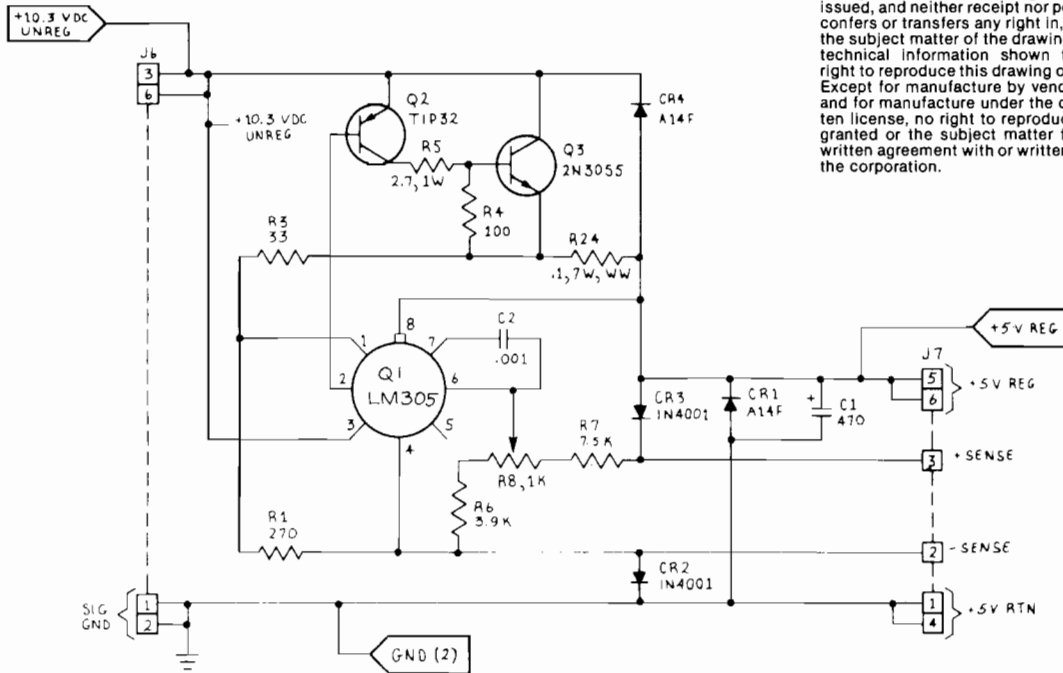 +10.3 VDC
UNREG
J6
3
6
+10.3 VDC
UNREG
Q2
TIP32
R5
2.7, 1W
Q3
2N3055
CR4
A14F
R4
100
R3
33
R24
.1, 7W, WW
issued, and neither receipt nor po
confers or transfers any right in,
the subject matter of the drawin
technical information shown t
right to reproduce this drawing o
Except for manufacture by vend
and for manufacture under the c
ten license, no right to reproduc
granted or the subject matter t
written agreement with or written
the corporation.
8
1
7
C2
.001
Q1
LM305
2
6
3
5
4
+5V REG
J7
5
6
+5V REG
CR3
1N4001
CR1
A14F
+
C1
470
R7
7.5K
R8, 1K
3
+ SENSE
R6
3.9K
R1
270
2
- SENSE
CR2
1N4001
SIG
GND
1
2
1
4
+5V RTN
GND (2)